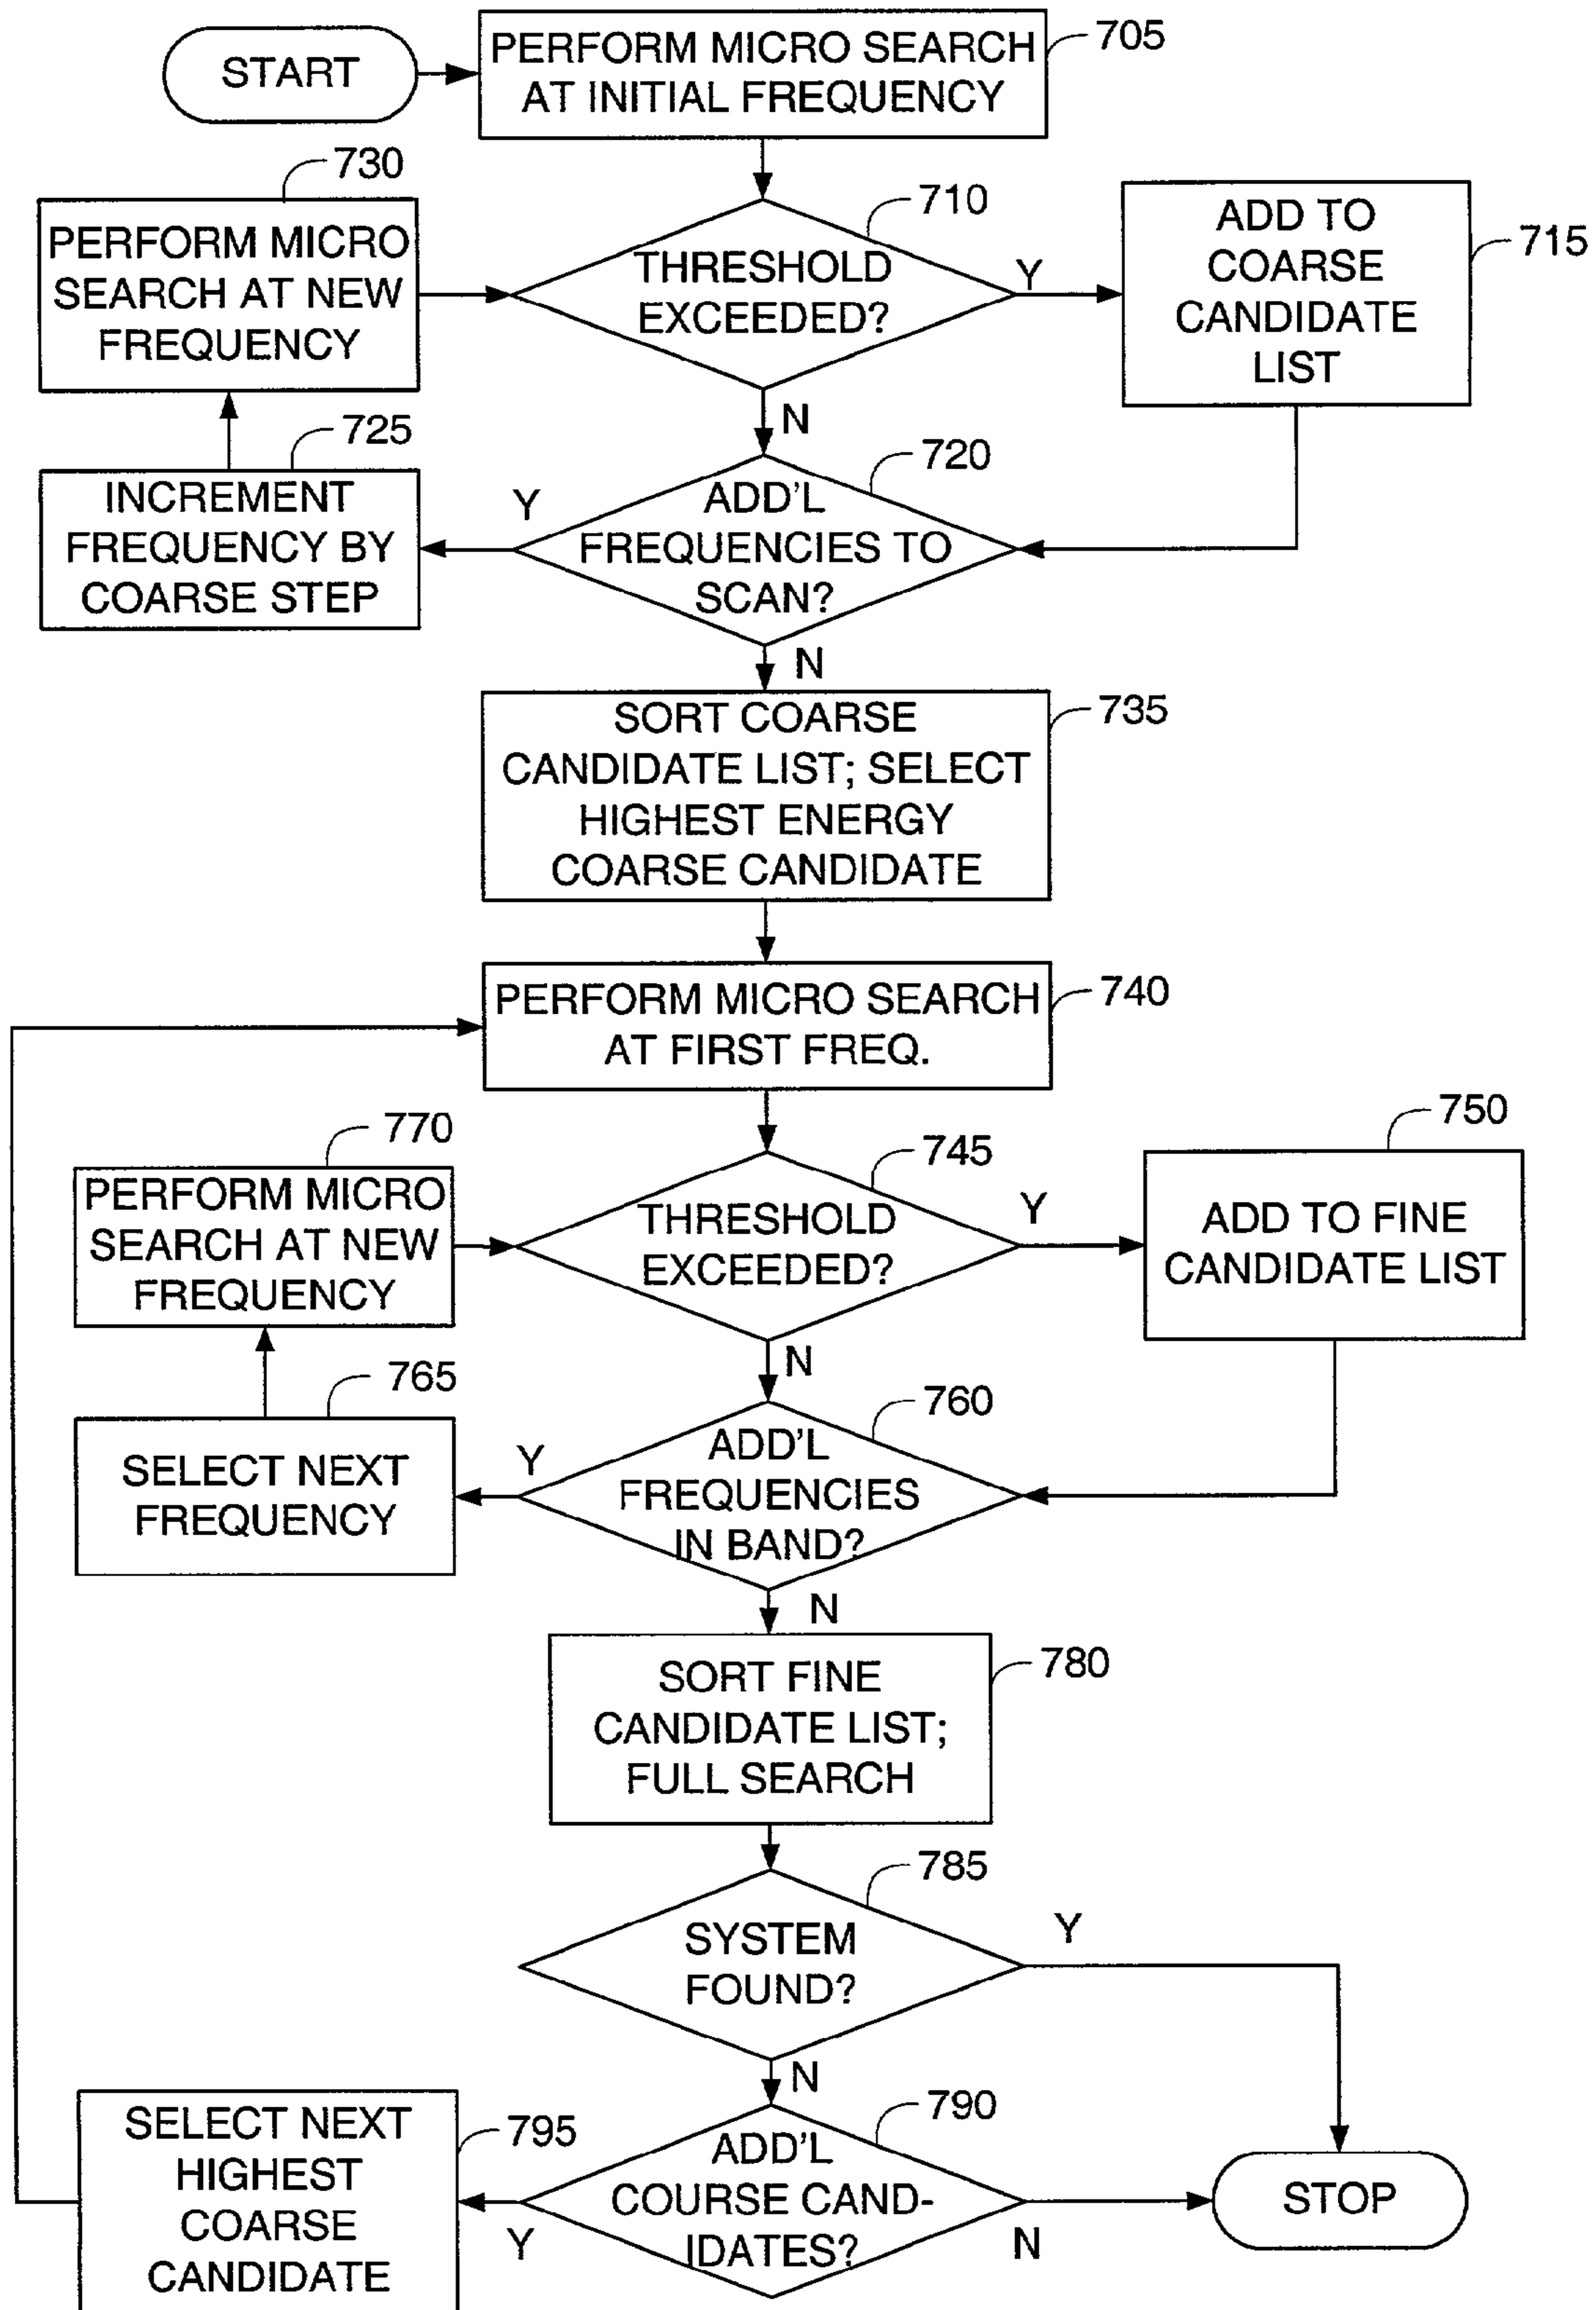 START
PERFORM MICRO SEARCH
AT INITIAL FREQUENCY
705
730
PERFORM MICRO
SEARCH AT NEW
FREQUENCY
710
THRESHOLD
EXCEEDED?
Y
ADD TO
COARSE
CANDIDATE
LIST
715
N
725
INCREMENT
FREQUENCY BY
COARSE STEP
Y
720
ADD'L
FREQUENCIES TO
SCAN?
N
SORT COARSE
CANDIDATE LIST; SELECT
HIGHEST ENERGY
COARSE CANDIDATE
735
PERFORM MICRO SEARCH
AT FIRST FREQ.
740
770
PERFORM MICRO
SEARCH AT NEW
FREQUENCY
745
THRESHOLD
EXCEEDED?
Y
750
ADD TO FINE
CANDIDATE LIST
N
765
SELECT NEXT
FREQUENCY
Y
760
ADD'L
FREQUENCIES
IN BAND?
N
SORT FINE
CANDIDATE LIST;
FULL SEARCH
780
785
SYSTEM
FOUND?
Y
N
SELECT NEXT
HIGHEST
COARSE
CANDIDATE
795
790
ADD'L
COURSE CAND-
IDATES?
Y
N
STOP